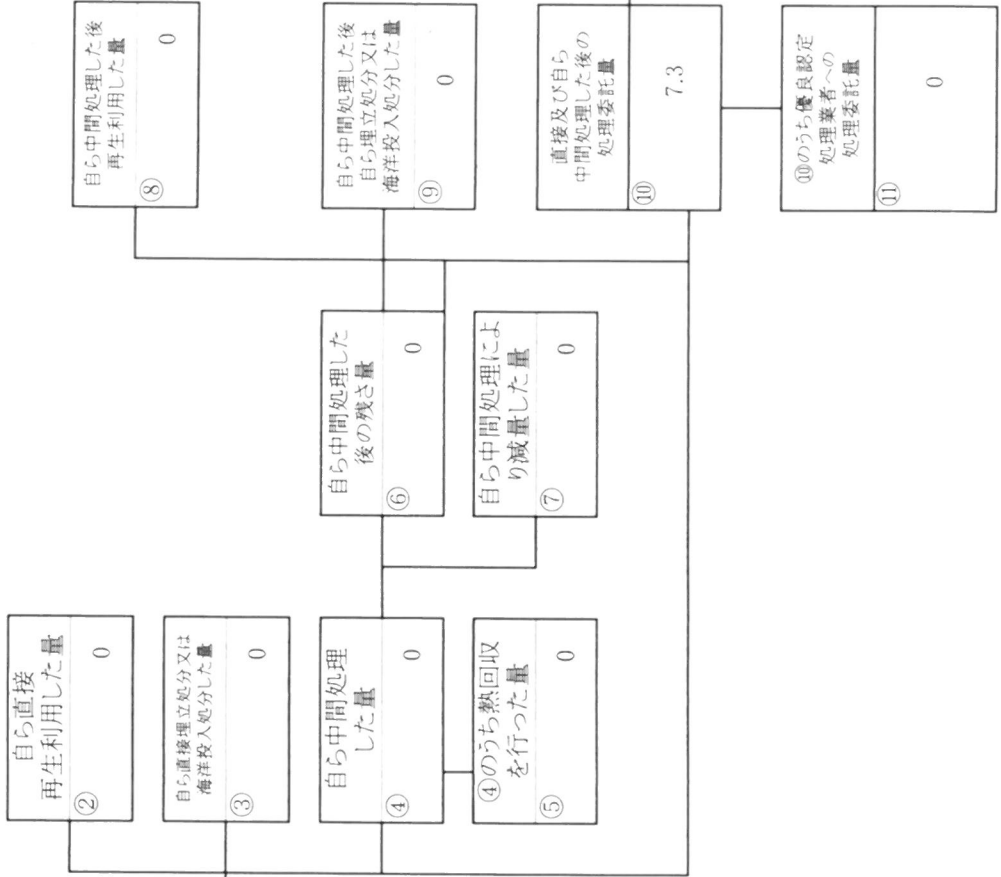 自ら直接
再生利用した量
②
0
自ら直接埋立処分又は
海洋投入処分した量
③
0
自ら中間処理
した量
④
0
④のうち熱回収
を行った量
⑤
0
自ら中間処理した
後の残さ量
⑥
0
自ら中間処理によ
り減量した量
⑦
0
自ら中間処理した後
再生利用した量
⑧
0
自ら中間処理した後
自ら埋立処分又は
海洋投入処分した量
⑨
0
直接及び自ら
中間処理した後の
処理委託量
⑩
7.3
⑩のうち優良認定
処理業者への
処理委託量
⑪
0